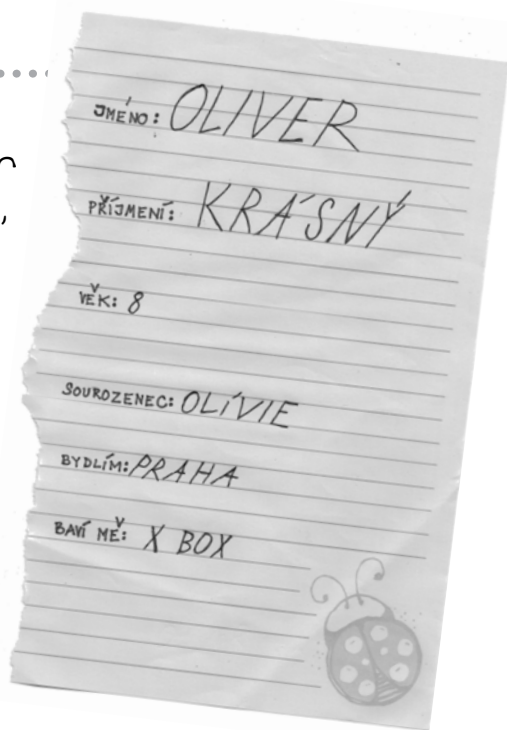 JMÉNO: OLIVER
PŘÍJMENÍ: KRÁSNÝ
VĚK: 8
SOUROZENEC: OLÍVIE
BYDLÍM: PRAHA
BAVÍ MĚ: X BOX